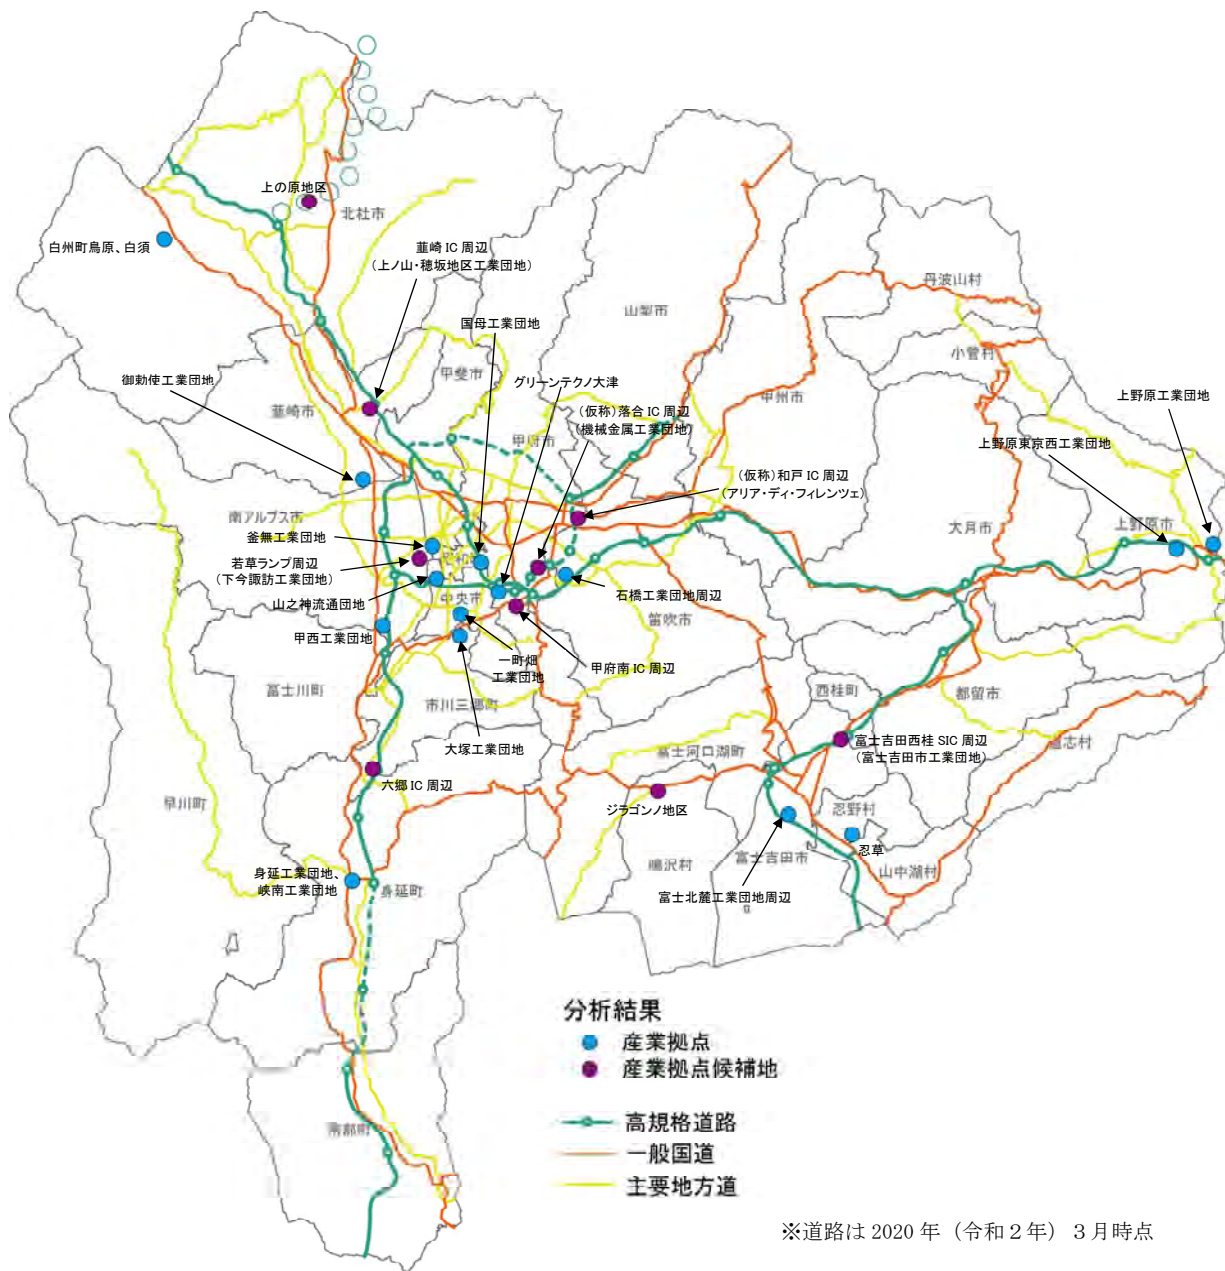 上の原地区
北杜市
白州町鳥原、白須
韮崎 IC 周辺
（上ノ山・穂坂地区工業団地）
丹波山村
山梨市
国母工業団地
小菅村
御勅使工業団地
甲斐市
グリーンテクノ大津
甲州市
上野原工業団地
韮崎市
（仮称）落合 IC 周辺
（機械金属工業団地）
甲府市
上野原東京西工業団地
（仮称）和戸 IC 周辺
（アリア・ディ・フィレンツェ）
南アルプス市
大月市
上野原市
釜無工業団地
若草ランプ周辺
（下今諏訪工業団地）
山之神流通団地
中央市
石橋工業団地周辺
笛吹市
甲西工業団地
一町畑
工業団地
甲府南 IC 周辺
富士川町
市川三郷町
西桂町
都留市
大塚工業団地
富士河口湖町
富士吉田西桂 SIC 周辺
（富士吉田市工業団地）
道志村
六郷 IC 周辺
早川町
ジラゴンノ地区
忍野村
忍草
鳴沢村
富士吉田市
山中湖村
身延工業団地、
峡南工業団地
身延町
富士北麓工業団地周辺
分析結果
産業拠点
産業拠点候補地
高規格道路
一般国道
主要地方道
南部町
※道路は 2020 年（令和２年）３月時点